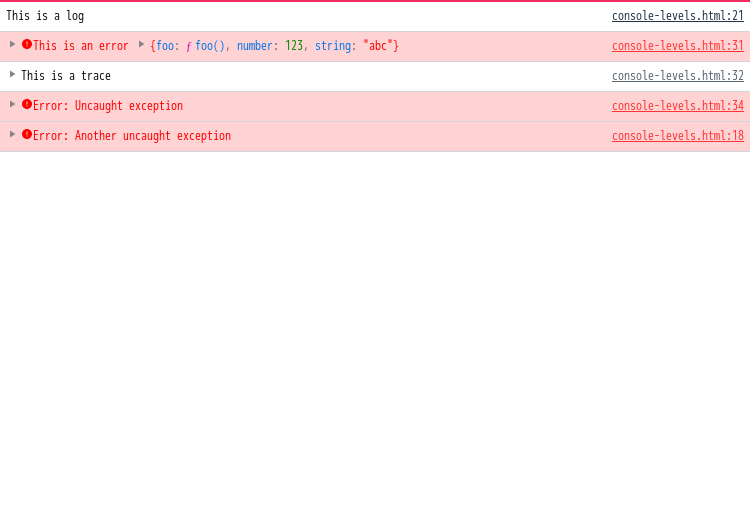 This is a log console-levels.html:21
This is an error {foo: ƒ foo(), number: 123, string: "abc"} console-levels.html:31
This is a trace console-levels.html:32
Error: Uncaught exception console-levels.html:34
Error: Another uncaught exception console-levels.html:18